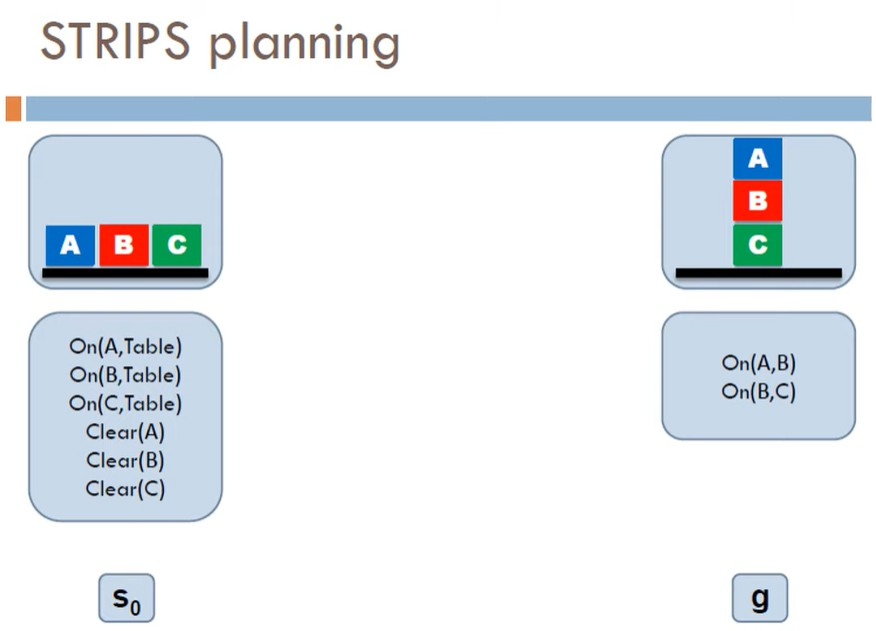 STRIPS planning
A B C
On(A,Table)
On(B,Table)
On(C,Table)
Clear(A)
Clear(B)
Clear(C)
s0
A
B
C
On(A,B)
On(B,C)
g